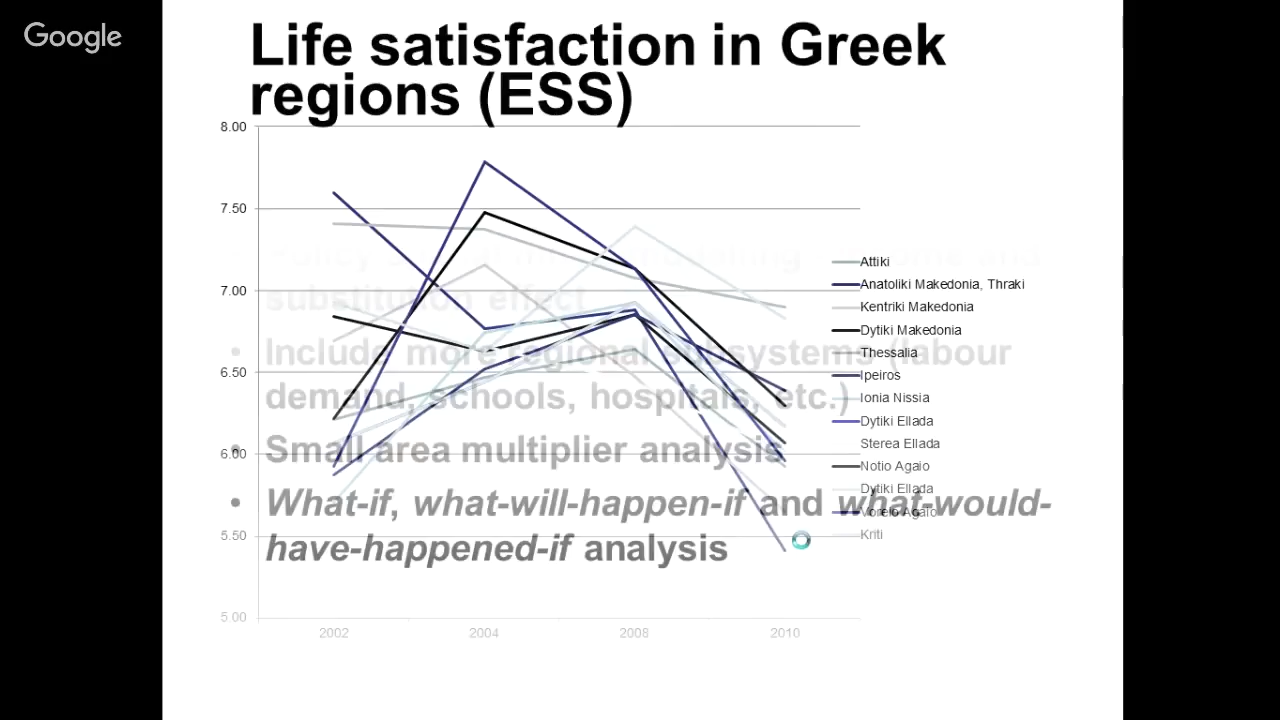 Google
Life satisfaction in Greek
regions (ESS)
8.00
7.50
7.00
6.50
6.00
5.50
5.00
2002
2004
2008
2010
Attiki
Anatoliki Makedonia, Thraki
Kentriki Makedonia
Dytiki Makedonia
Thessalia
Ipeiros
Ionia Nissia
Dytiki Ellada
Sterea Ellada
Notio Agaio
Dytiki Ellada
Voreio Agaio
Kriti
substitution effect
• Include more regional subsystems (labour
demand, schools, hospitals, etc.)
• Small area multiplier analysis
• What-if, what-will-happen-if and what-would-
have-happened-if analysis